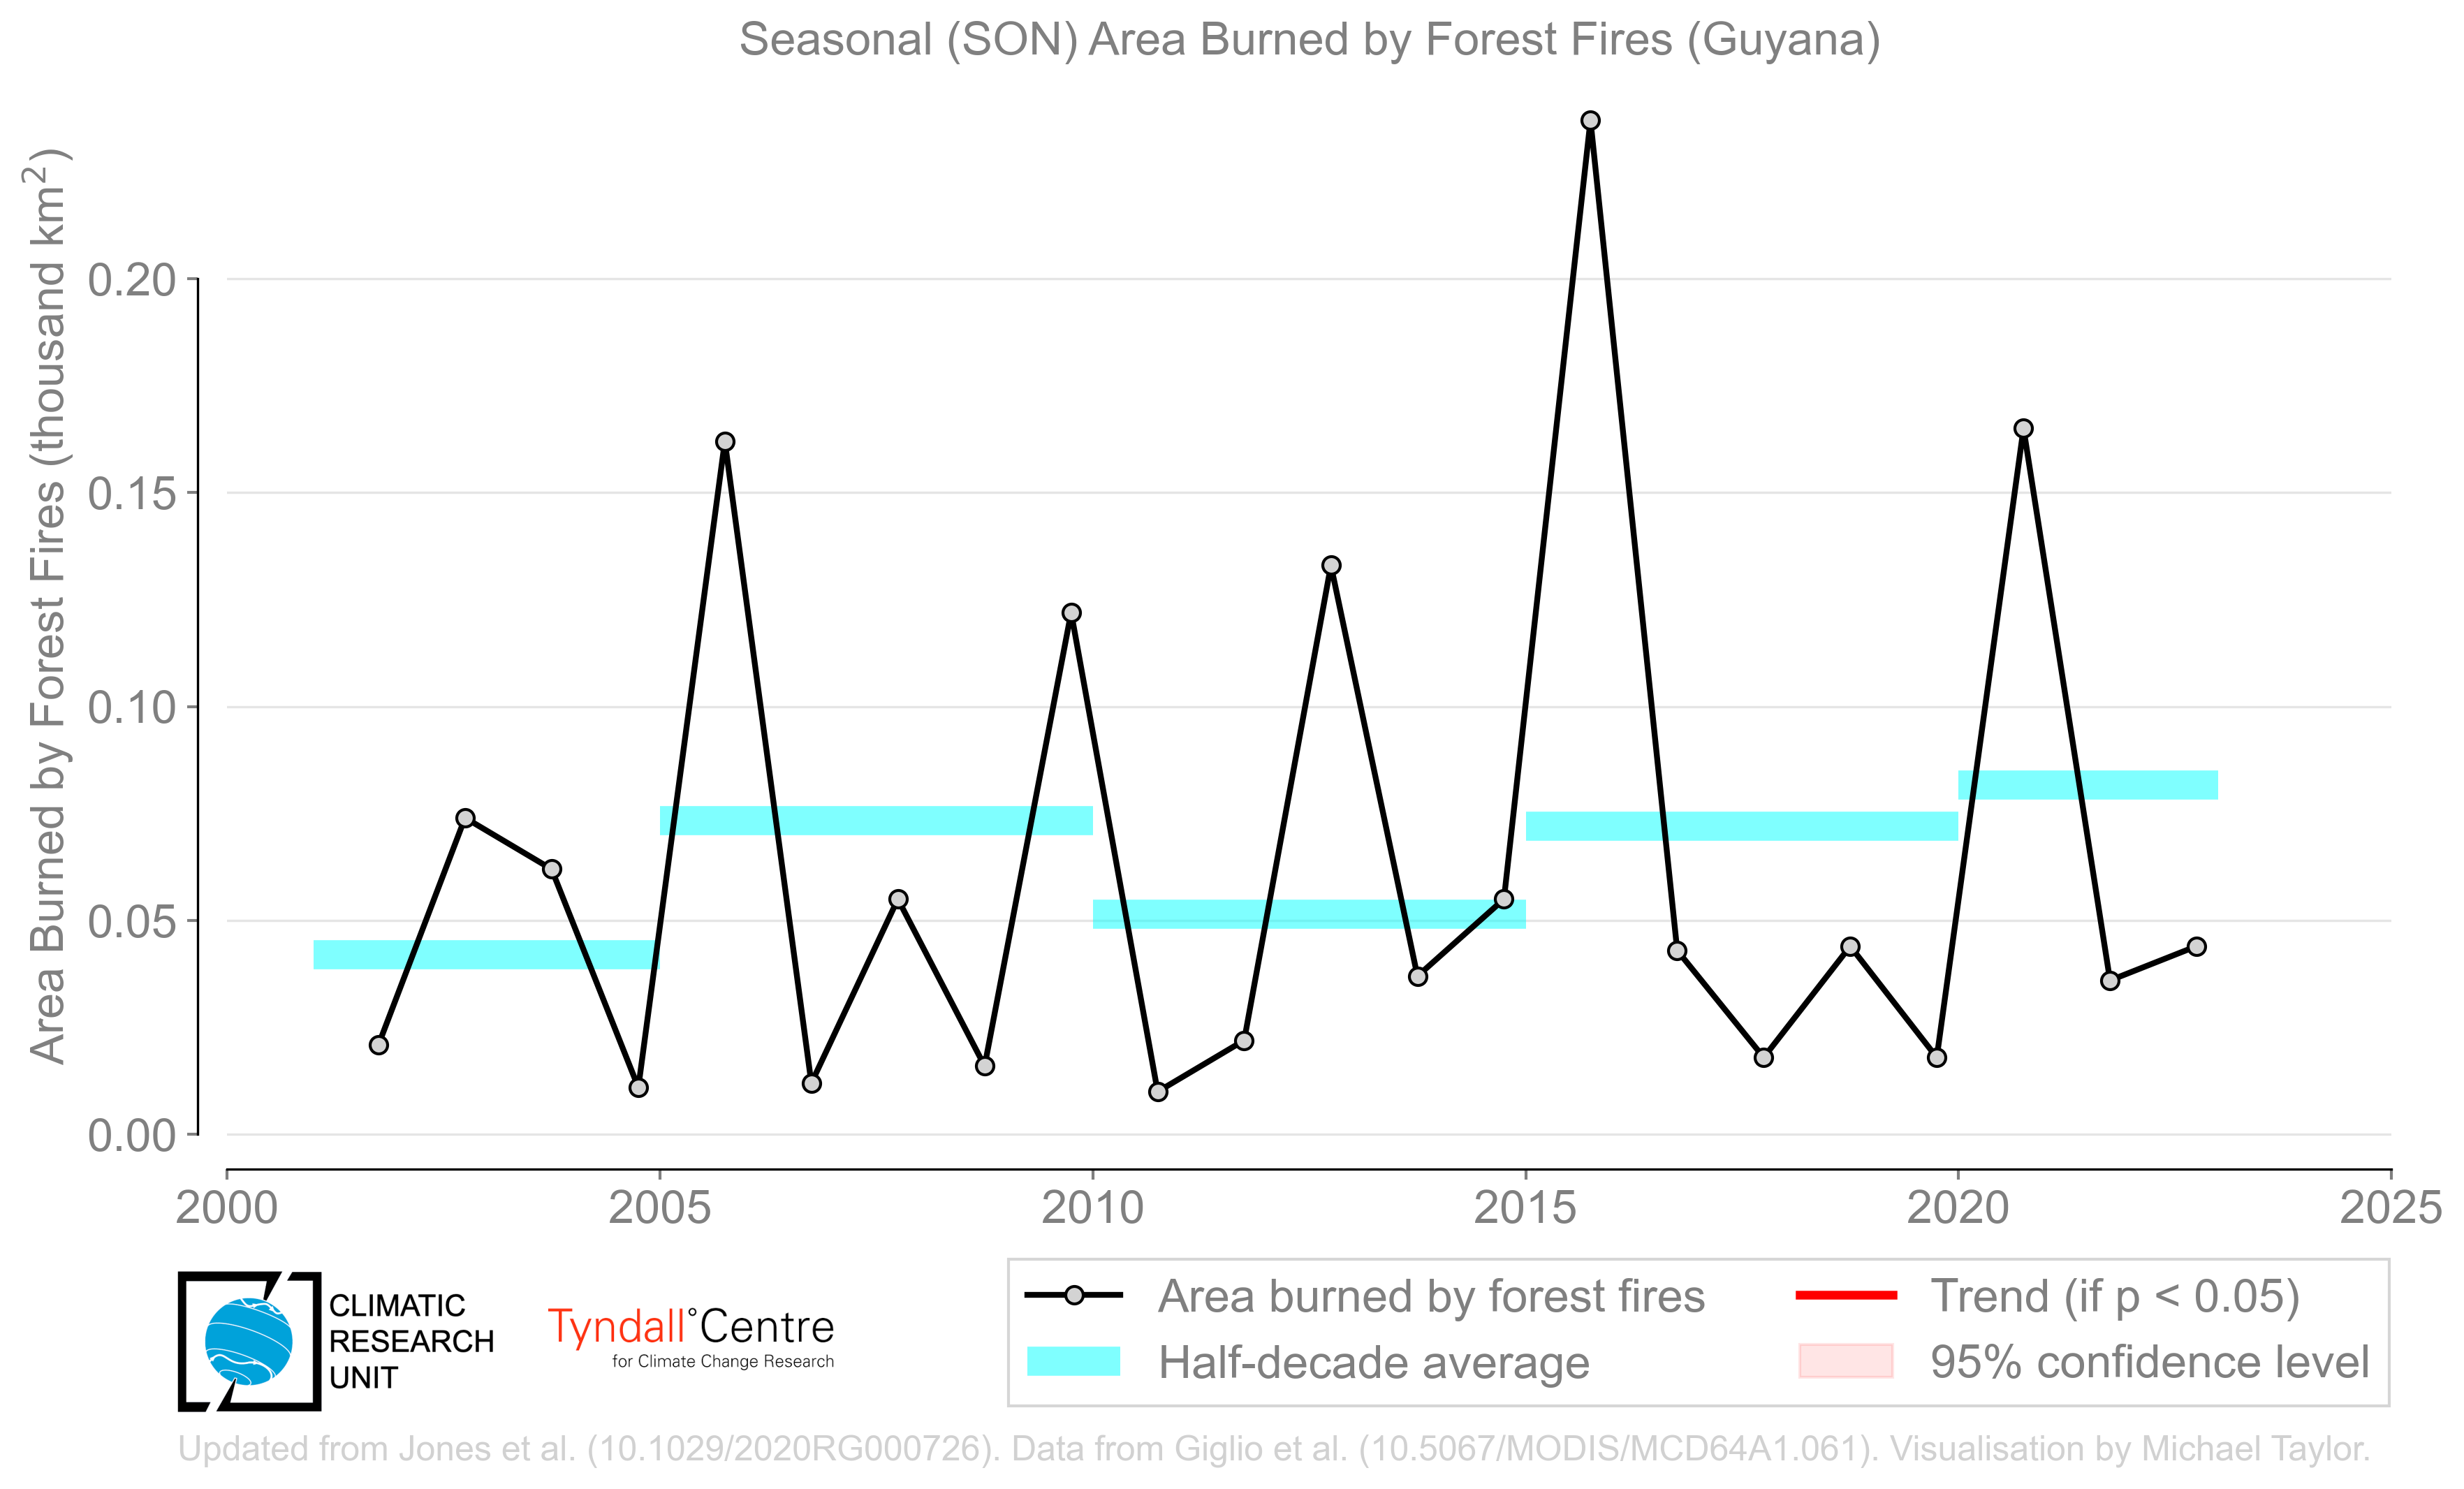 Seasonal (SON) Area Burned by Forest Fires (Guyana)
Area Burned by Forest Fires (thousand km²)
0.20
0.15
0.10
0.05
0.00
2000 2005 2010 2015 2020 2025
CLIMATIC
RESEARCH
UNIT
Tyndall°Centre
for Climate Change Research
Area burned by forest fires
Half-decade average
Trend (if p < 0.05)
95% confidence level
Updated from Jones et al. (10.1029/2020RG000726). Data from Giglio et al. (10.5067/MODIS/MCD64A1.061). Visualisation by Michael Taylor.